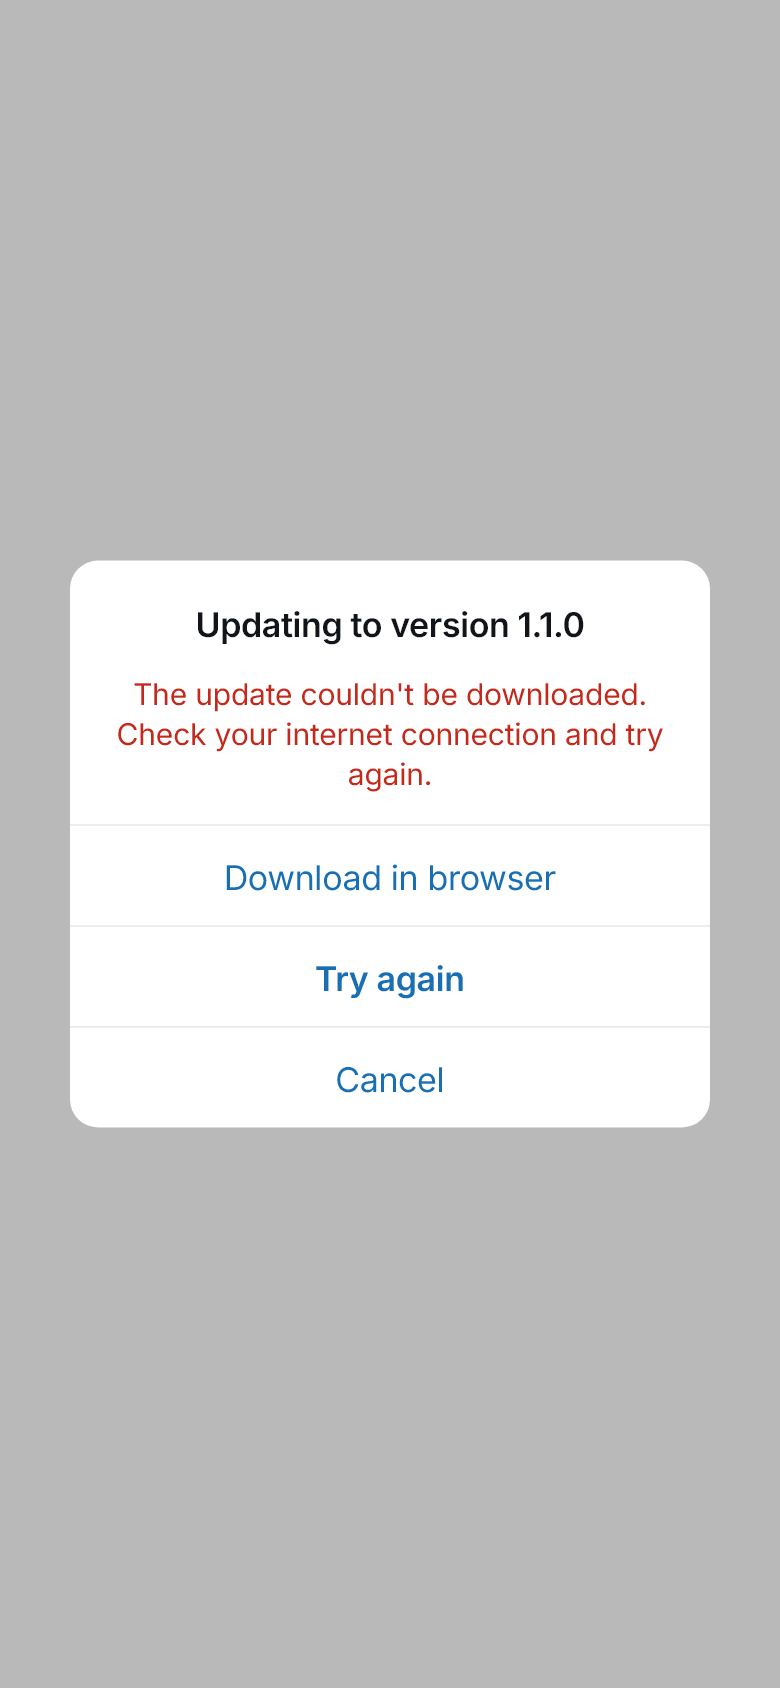 Updating to version 1.1.0
The update couldn't be downloaded.
Check your internet connection and try
again.
Download in browser
Try again
Cancel